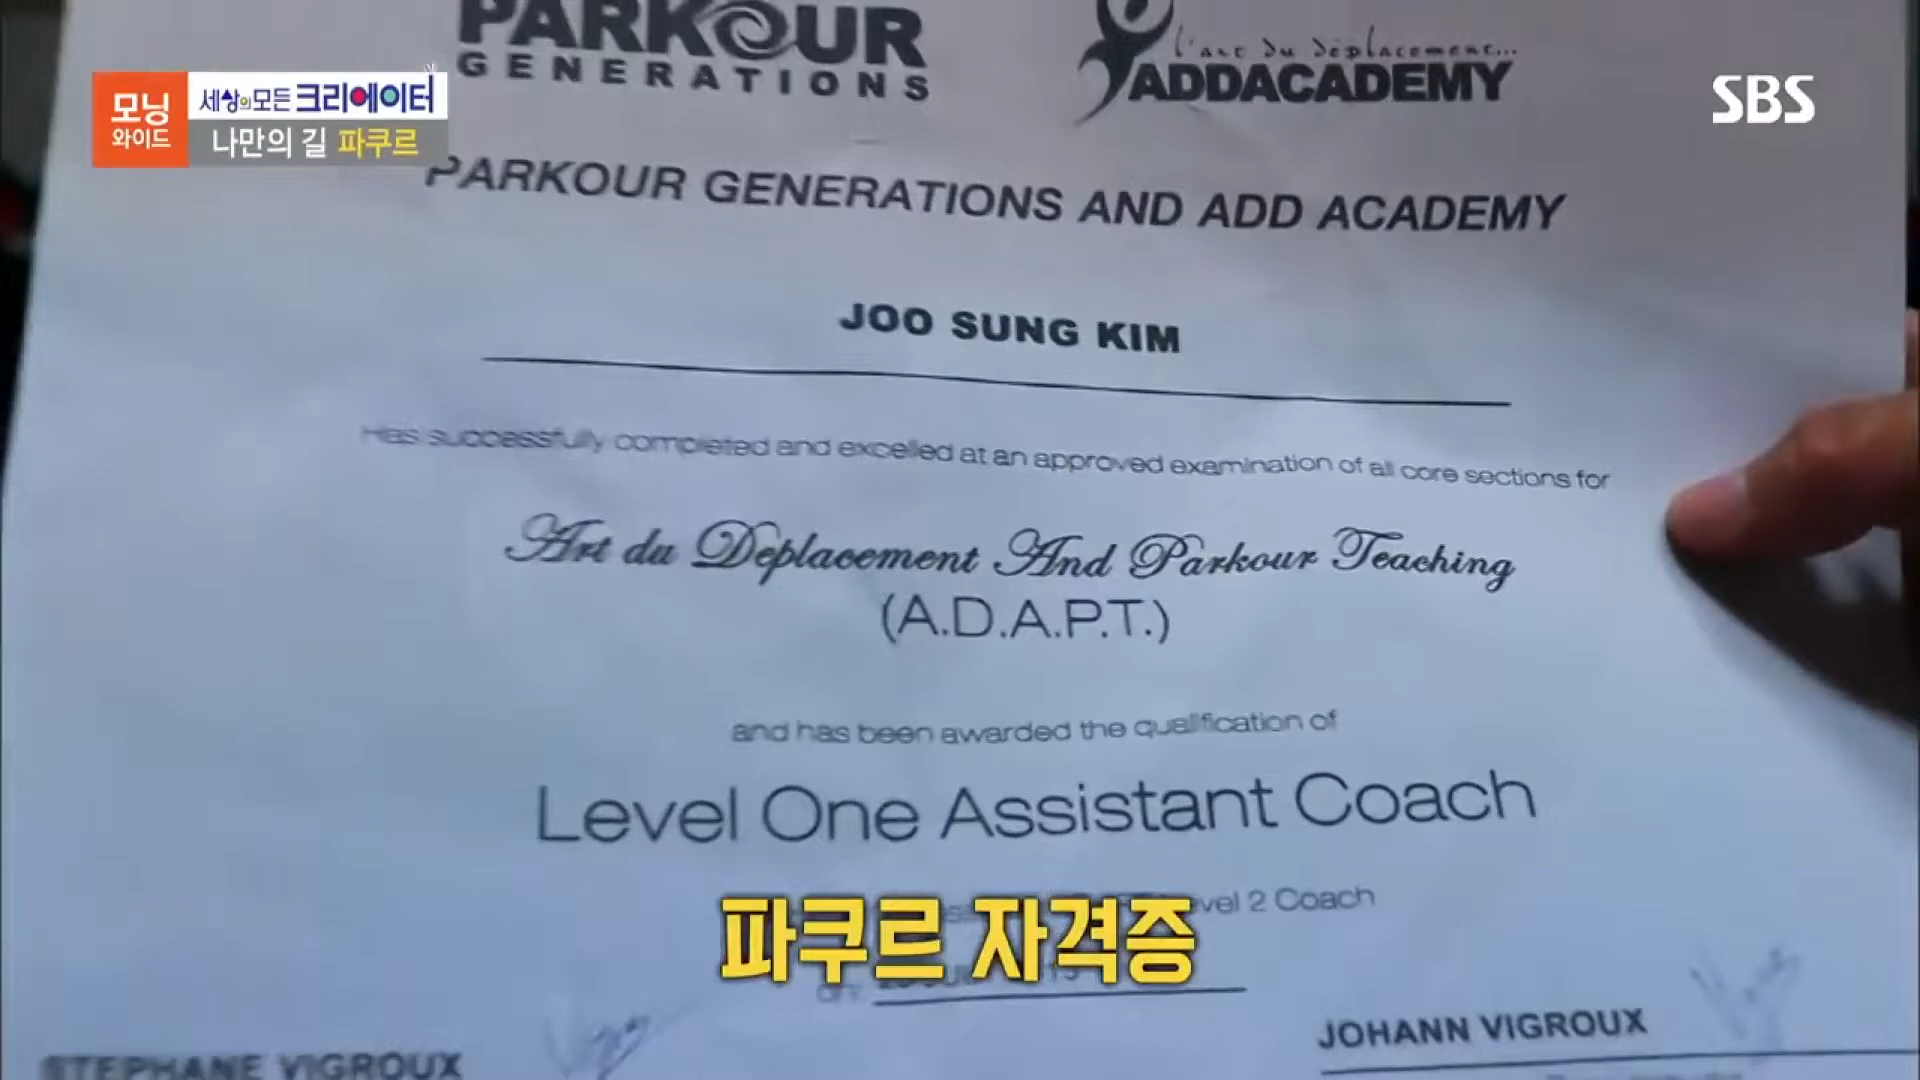 PARKOUR
GENERATIONS
l'art du déplacement...
ADDACADEMY
모닝
와이드
세상의모든 크리에이터
나만의 길 파쿠르
SBS
PARKOUR GENERATIONS AND ADD ACADEMY
JOO SUNG KIM
Has successfully completed and excelled at an approved examination of all core sections for
Art du Deplacement And Parkour Teaching
(A.D.A.P.T.)
and has been awarded the qualification of
Level One Assistant Coach
Level 2 Coach
파쿠르 자격증
on:
JOHANN VIGROUX
STEPHANE VIGROUX